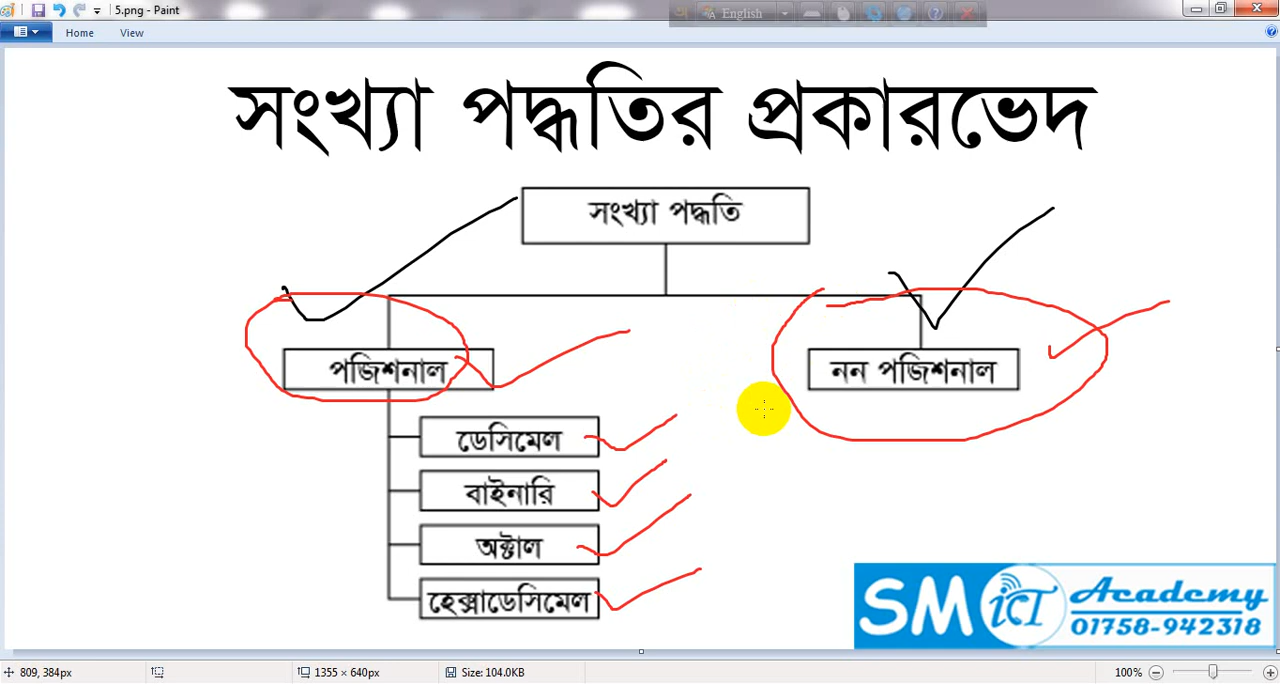 5.png - Paint
English
Home View
সংখ্যা পদ্ধতির প্রকারভেদ
সংখ্যা পদ্ধতি
পজিশনাল
নন পজিশনাল
ডেসিমেল
বাইনারি
অক্টাল
হেক্সাডেসিমেল
SM ICT Academy
01758-942318
809, 384px
1355 × 640px
Size: 104.0KB
100%